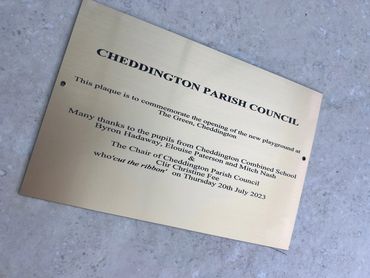 CHEDDINGTON PARISH COUNCIL
This plaque is to commemorate the opening of the new playground at
The Green, Cheddington
Many thanks to the pupils from Cheddington Combined School
Byron Hadaway, Elouise Paterson and Mitch Nash
&
The Chair of Cheddington Parish Council
Cllr Christine Fee
who'cut the ribbon' on Thursday 20th July 2023